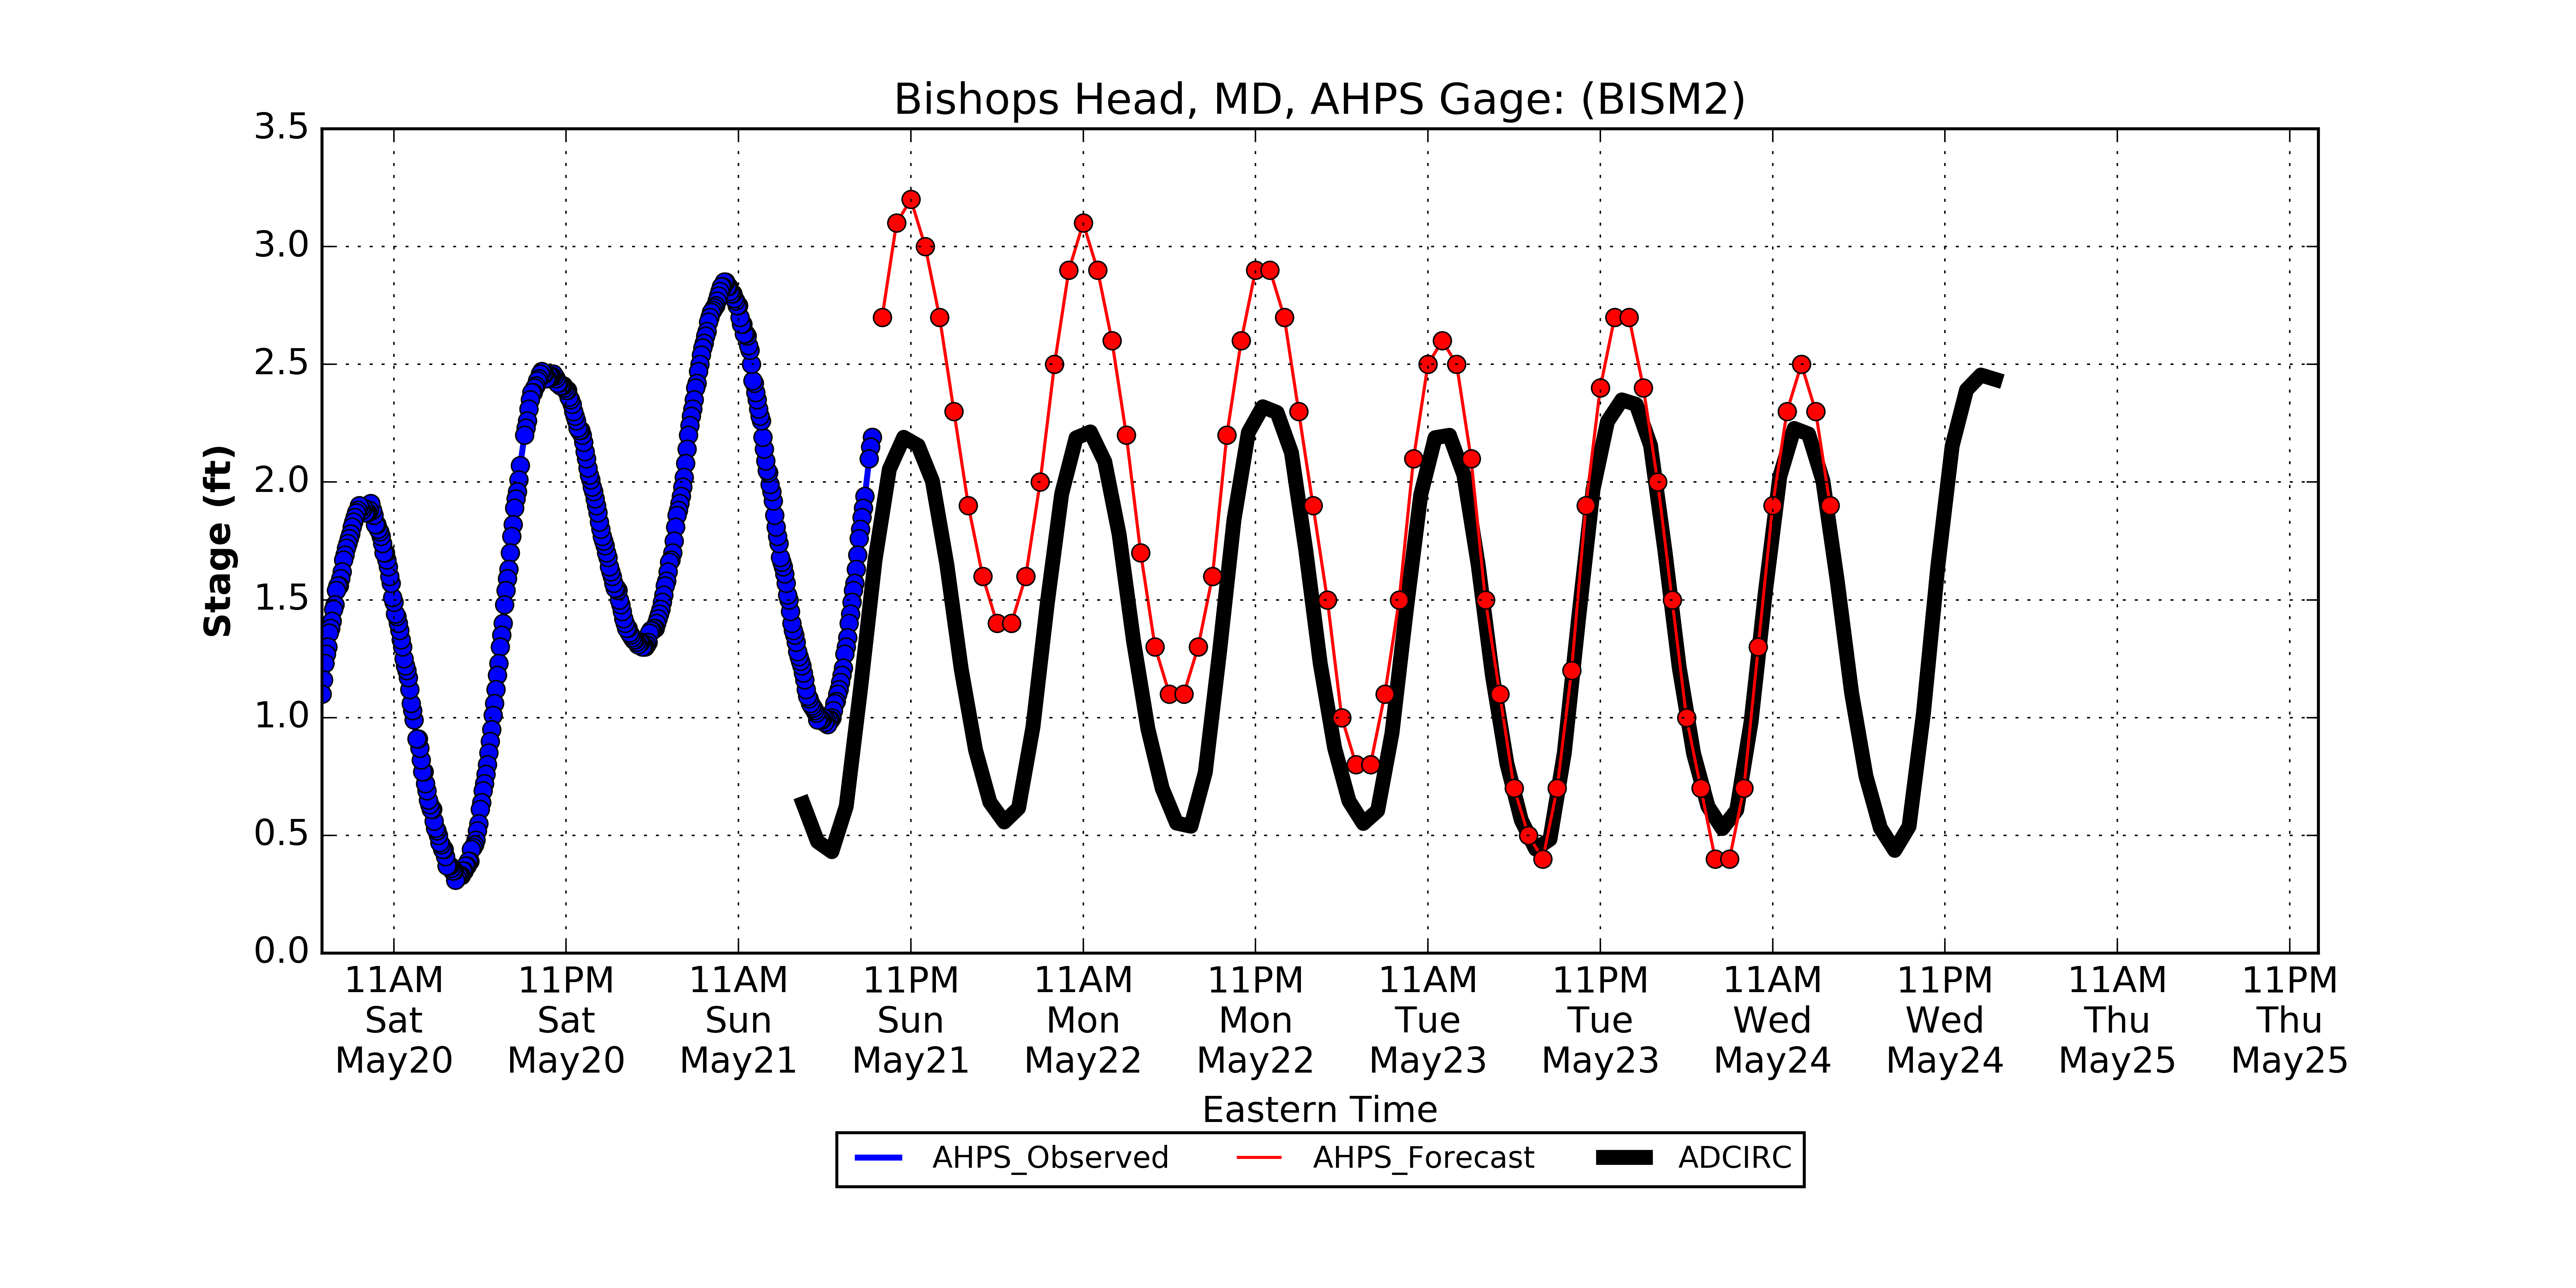 Bishops Head, MD, AHPS Gage: (BISM2)
3.5
3.0
2.5
2.0
1.5
1.0
0.5
0.0
Stage (ft)
11AM 11PM 11AM 11PM 11AM 11PM 11AM 11PM 11AM 11PM 11AM 11PM
Sat Sat Sun Sun Mon Mon Tue Tue Wed Wed Thu Thu
May20 May20 May21 May21 May22 May22 May23 May23 May24 May24 May25 May25
Eastern Time
AHPS_Observed AHPS_Forecast ADCIRC